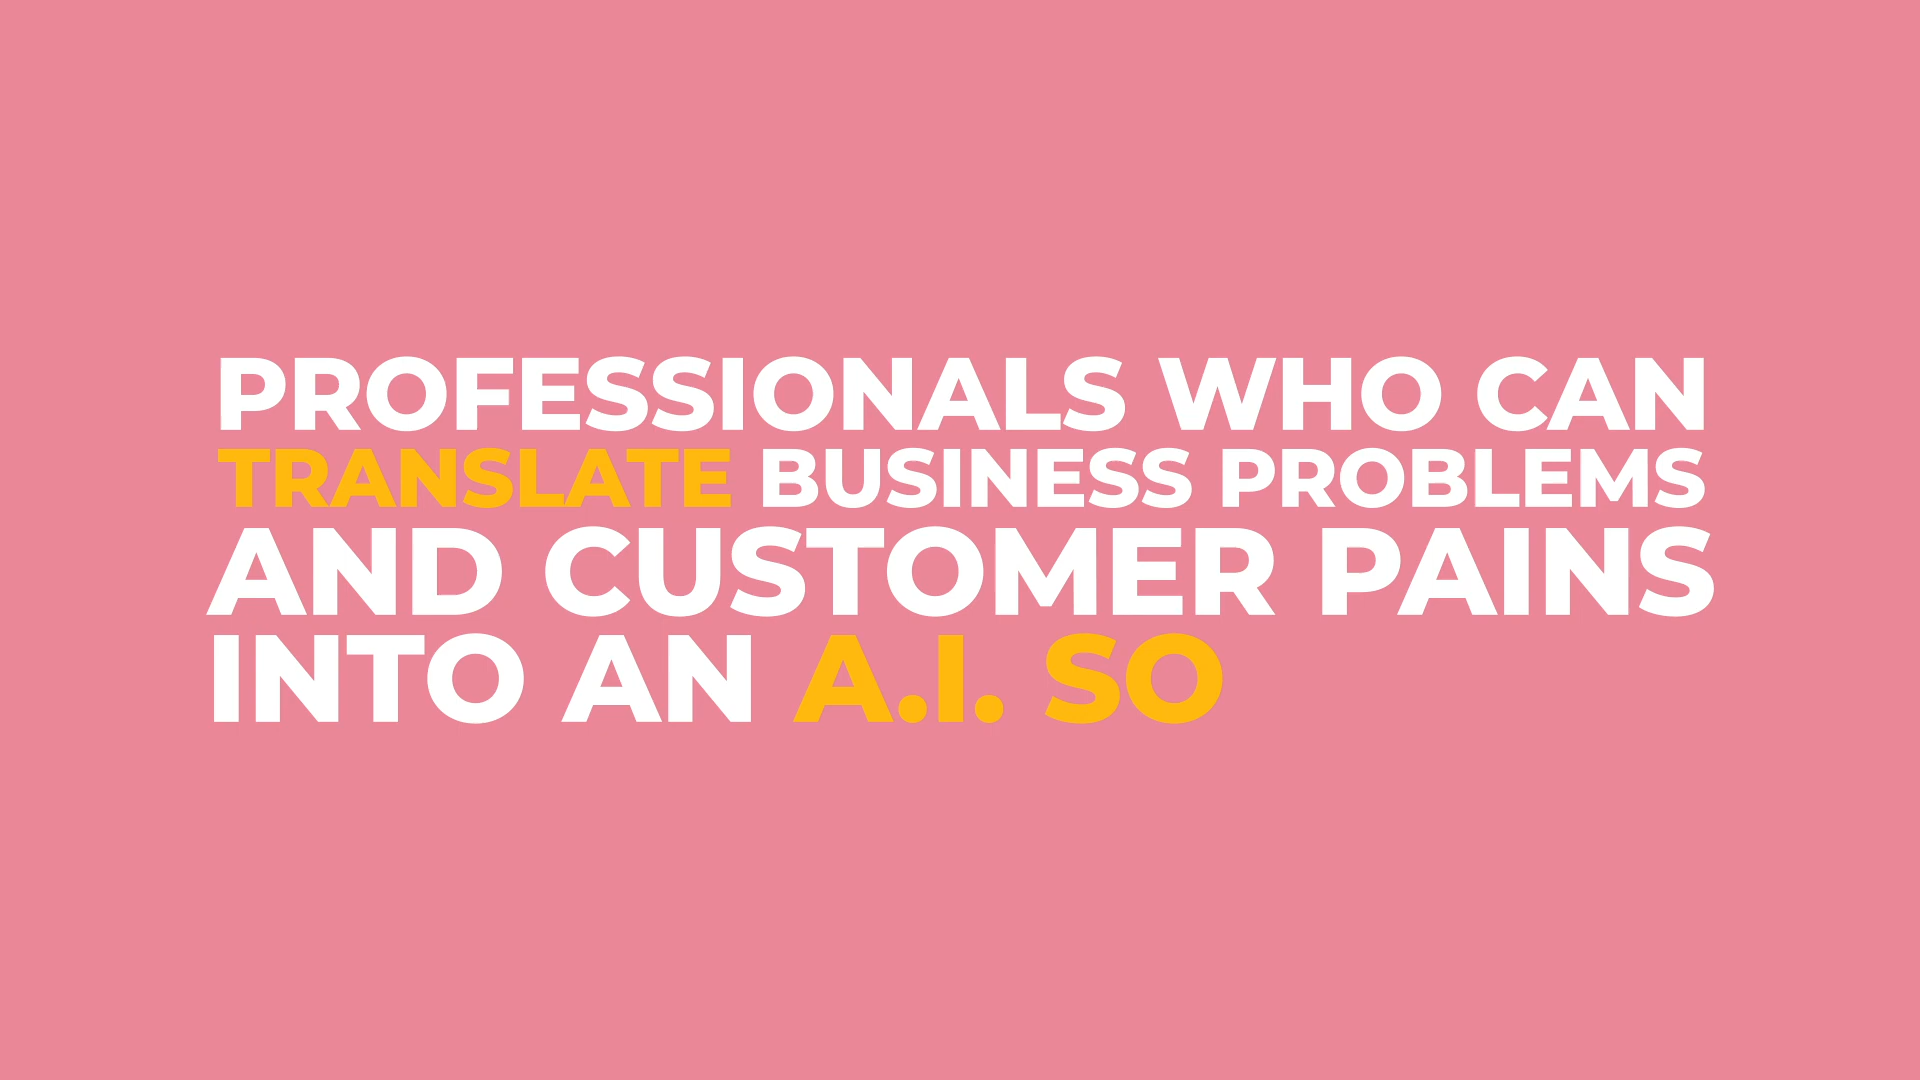 PROFESSIONALS WHO CAN
TRANSLATE BUSINESS PROBLEMS
AND CUSTOMER PAINS
INTO AN A.I. SO